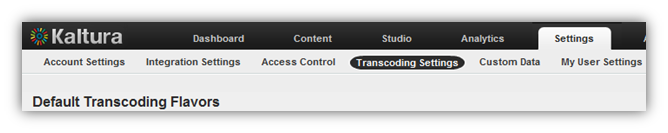 Kaltura Dashboard Content Studio Analytics Settings
Account Settings Integration Settings Access Control Transcoding Settings Custom Data My User Settings
Default Transcoding Flavors